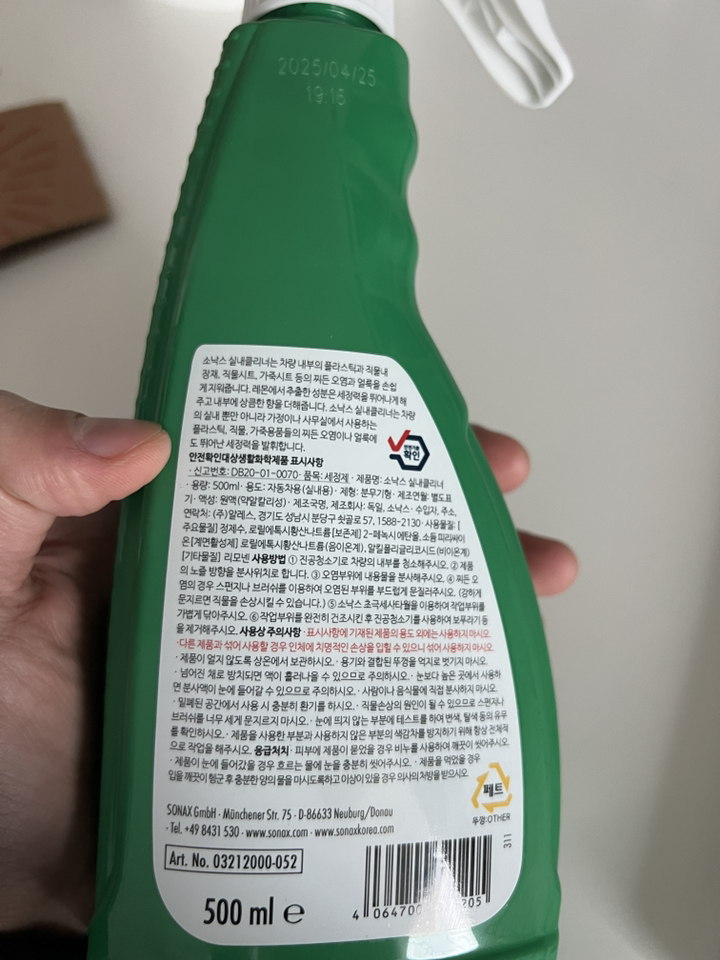 2025/04/25
19:16
소낙스 실내클리너는 차량 내부의 플라스틱과 직물내
장재, 직물시트, 가죽시트 등의 찌든 오염과 얼룩을 손쉽
게 지워줍니다. 레몬에서 추출한 성분은 세정력을 뛰어나게 해
주고 내부에 상큼한 향을 더해줍니다. 소낙스 실내클리너는 차량
의 실내 뿐만 아니라 가정이나 사무실에서 사용하는
플라스틱, 직물, 가죽용품들의 찌든 오염이나 얼룩에
도 뛰어난 세정력을 발휘합니다.
확인
안전확인대상생활화학제품 표시사항
· 신고번호: DB20-01-0070 · 품목: 세정제 · 제품명: 소낙스 실내클리너
· 용량: 500ml · 용도: 자동차용(실내용) · 제형: 분무기형 · 제조연월: 별도표
기 · 액성: 원액(약알칼리성) · 제조국명, 제조회사: 독일, 소낙스 · 수입자, 주소,
연락처: (주)알레스, 경기도 성남시 분당구 쇳골로 57, 1588-2130 · 사용물질: [
주요물질] 정제수, 로릴에톡시황산나트륨 [보존제] 2-페녹시에탄올, 소듐 피리싸이
온 [계면활성제] 로릴에톡시황산나트륨(음이온계), 알킬폴리글리코시드(비이온계)
[기타물질] 리모넨 사용방법 ① 진공청소기로 차량의 내부를 청소해주시오. ② 제품
의 노즐 방향을 분사위치로 합니다. ③ 오염부위에 내용물을 분사해주시오. ④ 찌든 오
염의 경우 스펀지나 브러쉬를 이용하여 오염된 부위를 부드럽게 문질러주시오. (강하게
문지르면 직물을 손상시킬 수 있습니다.) ⑤ 소낙스 초극세사타월을 이용하여 작업부위를
가볍게 닦아주시오. ⑥ 작업부위를 완전히 건조시킨 후 진공청소기를 사용하여 보푸라기 등
을 제거해주시오. 사용상 주의사항 · 표시사항에 기재된 제품의 용도 외에는 사용하지 마시오.
· 다른 제품과 섞어 사용할 경우 인체에 치명적인 손상을 입힐 수 있으니 섞어 사용하지 마시오.
· 제품이 얼지 않도록 상온에서 보관하시오. · 용기와 결합된 뚜껑을 억지로 벗기지 마시오.
· 넘어진 채로 방치되면 액이 흘러나올 수 있으므로 주의하시오. · 눈보다 높은 곳에서 사용하
면 분사액이 눈에 들어갈 수 있으므로 주의하시오. · 사람이나 음식물에 직접 분사하지 마시오.
· 밀폐된 공간에서 사용 시 충분히 환기를 하시오. · 직물손상의 원인이 될 수 있으므로 스펀지나
브러쉬를 너무 세게 문지르지 마시오. · 눈에 띄지 않는 부분에 테스트를 하여 변색, 탈색 등의 유무
를 확인하시오. · 제품을 사용한 부분과 사용하지 않은 부분의 색감차를 방지하기 위해 항상 전체적
으로 작업을 해주시오. 응급처치 · 피부에 제품이 묻었을 경우 비누를 사용하여 깨끗이 씻어주시오.
· 제품이 눈에 들어갔을 경우 흐르는 물에 눈을 충분히 씻어주시오. · 제품을 먹었을 경우
입을 깨끗이 헹군 후 충분한 양의 물을 마시도록하고 이상이 있을 경우 의사의 처방을 받으시오.
페트
뚜껑:OTHER
SONAX GmbH · Münchener Str. 75 · D-86633 Neuburg/Donau
· Tel. +49 8431 530 · www.sonax.com · www.sonaxkorea.com
311
Art. No. 03212000-052
500 ml e
4 064700 205